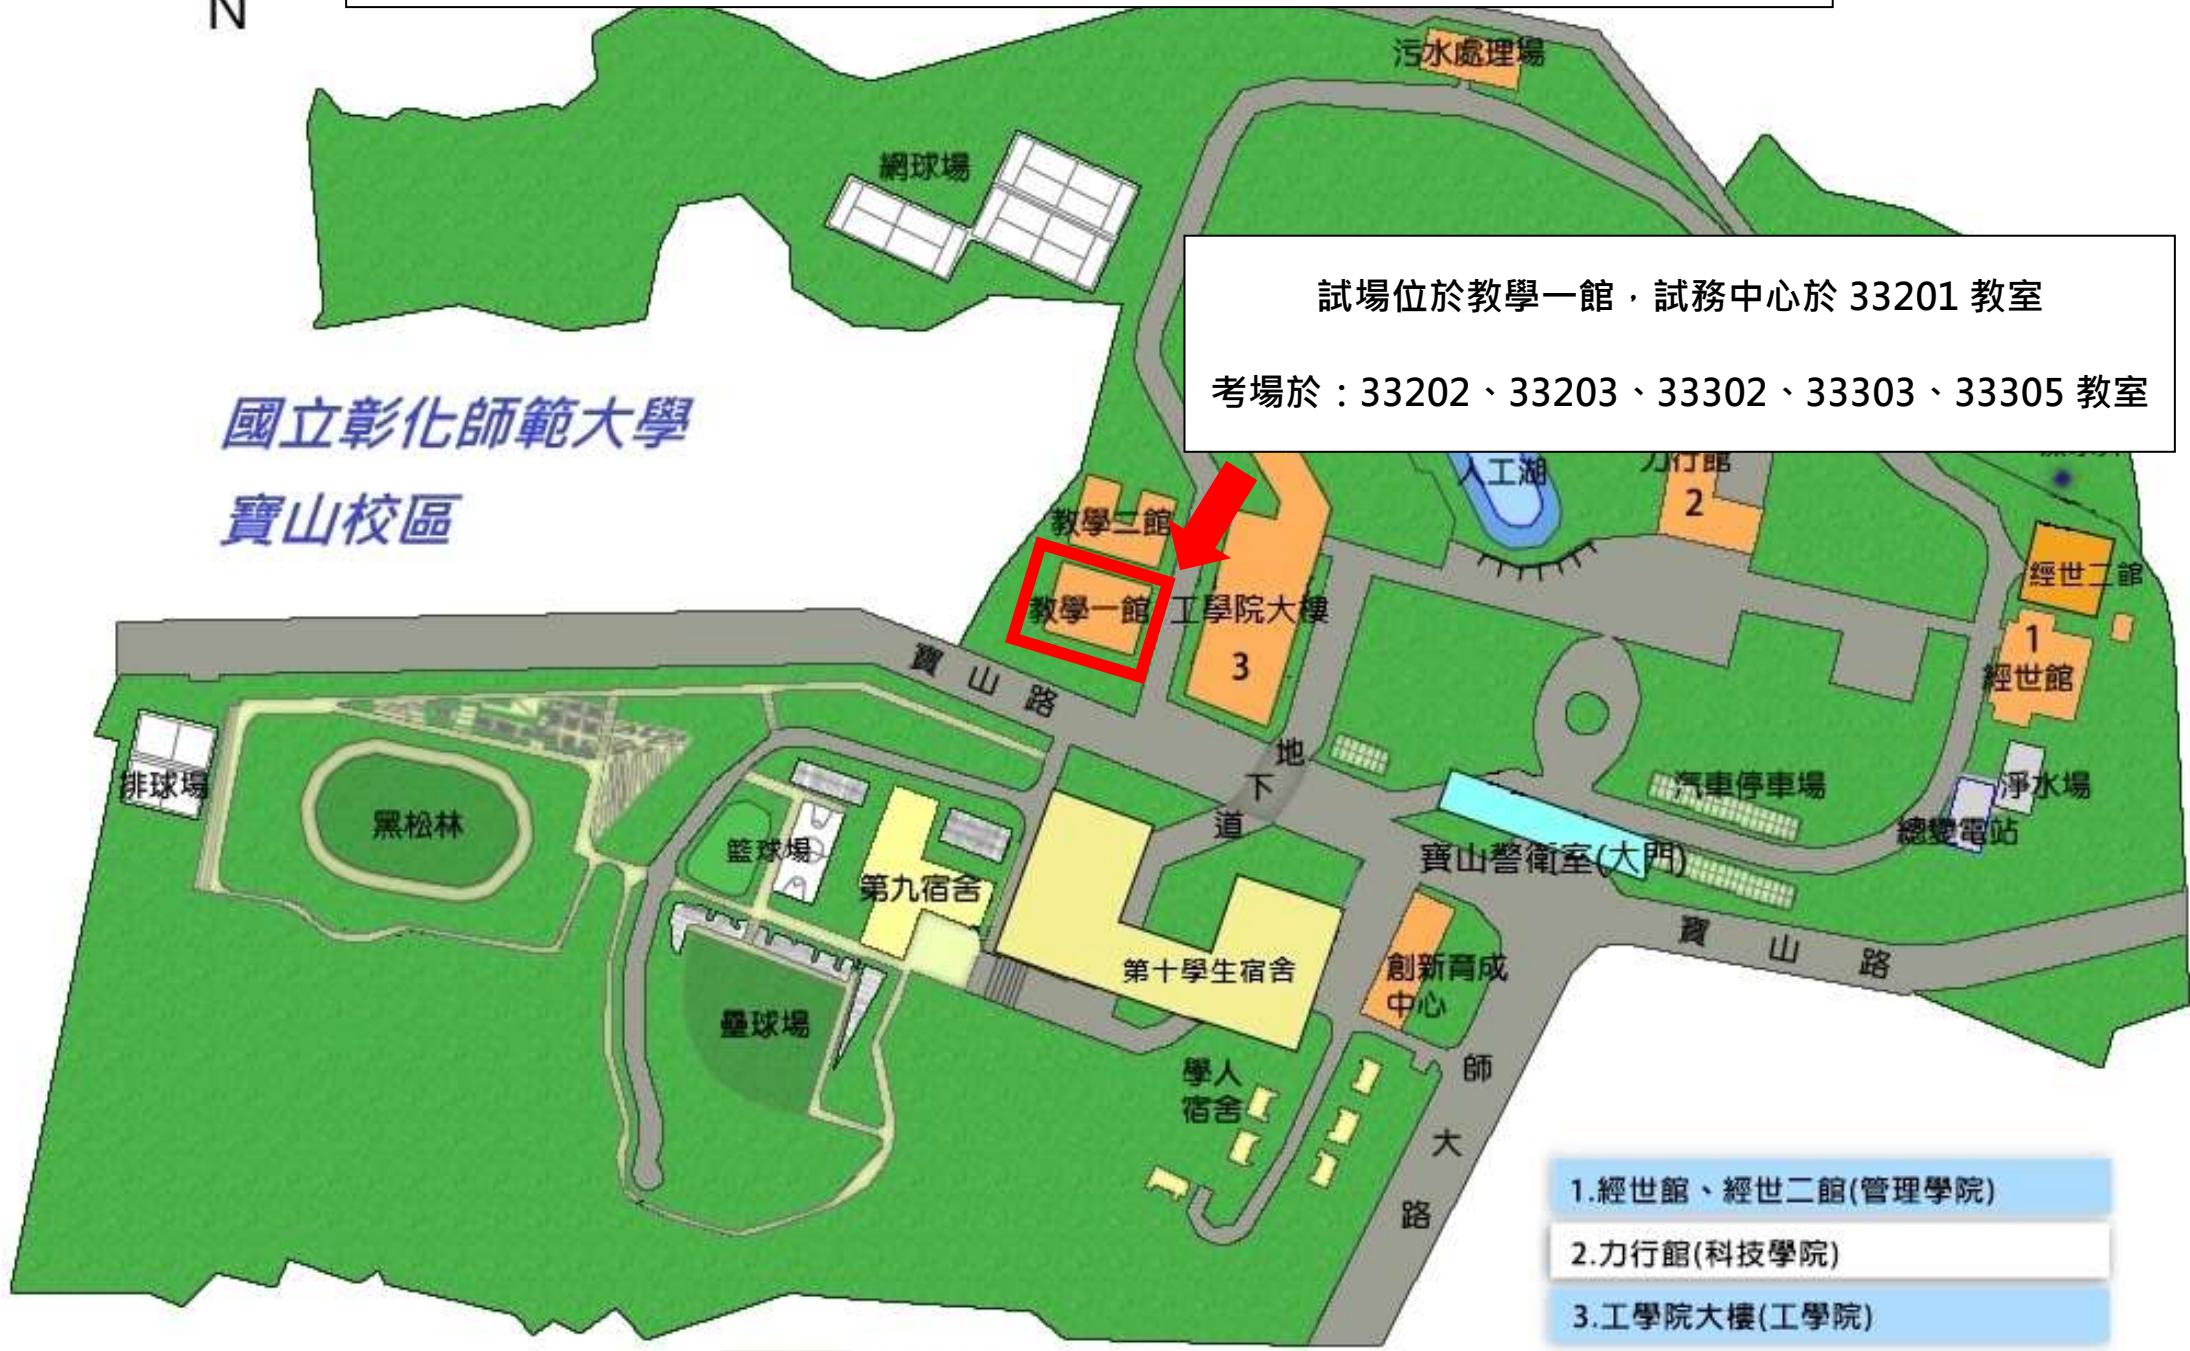 N
污水處理場
網球場
試場位於教學一館，試務中心於 33201 教室
考場於：33202、33203、33302、33303、33305 教室
國立彰化師範大學
寶山校區
人工湖
力行館
2
教學二館
經世二館
教學一館
工學院大樓
3
1
經世館
寶山路
地下道
排球場
黑松林
籃球場
第九宿舍
汽車停車場
淨水場
總變電站
寶山警衛室(大門)
寶山路
第十學生宿舍
創新育成
中心
壘球場
學人
宿舍
師大路
1.經世館、經世二館(管理學院)
2.力行館(科技學院)
3.工學院大樓(工學院)